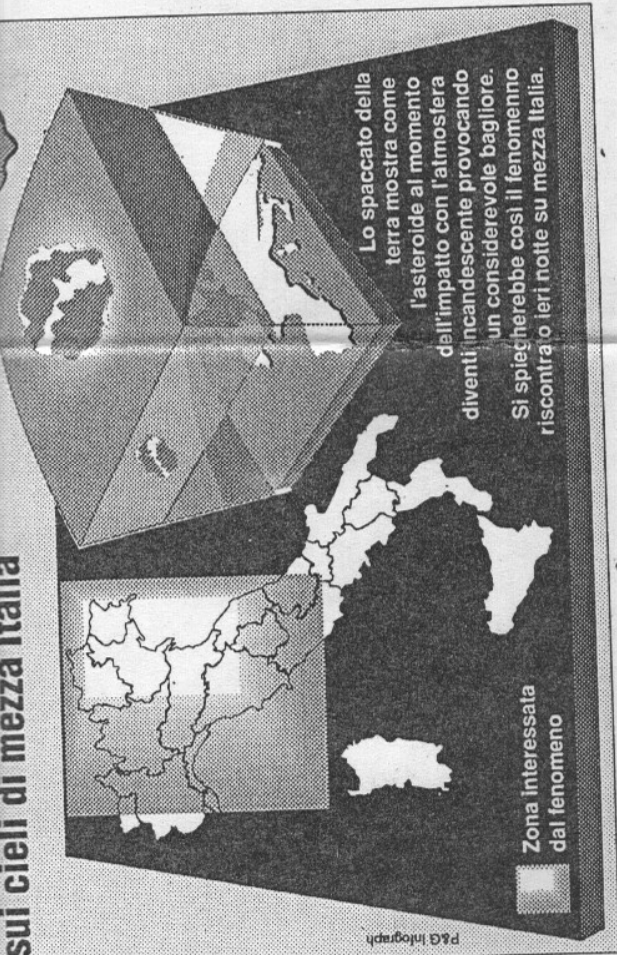 sui cieli di mezza Italia
Lo spaccato della
terra mostra come
l'asteroide al momento
dell'impatto con l'atmosfera
diventi incandescente provocando
un considerevole bagliore.
Si spiegherebbe così il fenomenno
riscontrato ieri notte su mezza Italia.
Zona Interessata
dal fenomeno
P&G Infograph